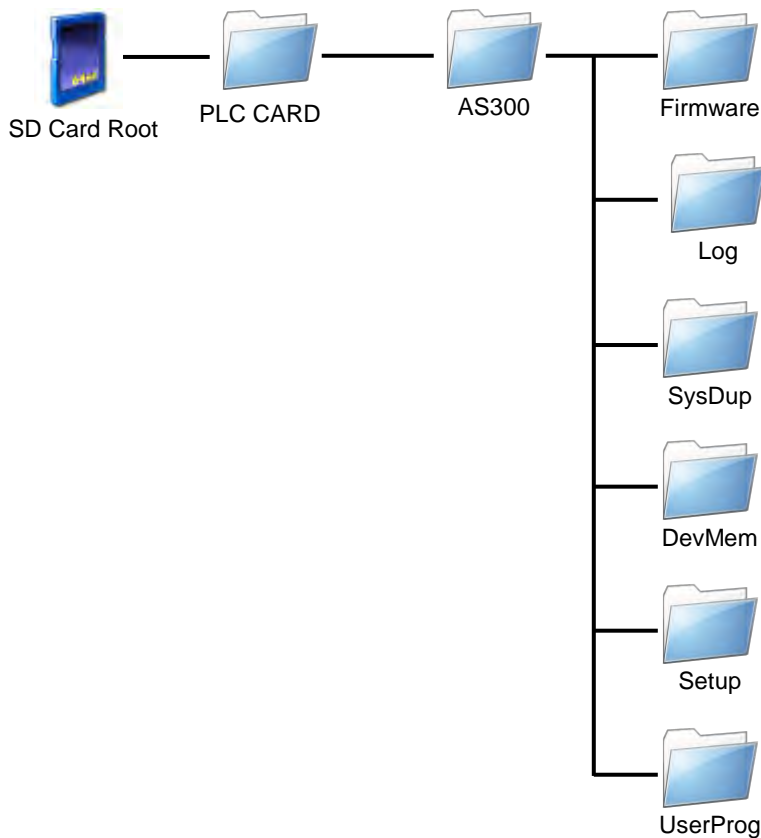 SD Card Root
PLC CARD
AS300
Firmware
Log
SysDup
DevMem
Setup
UserProg